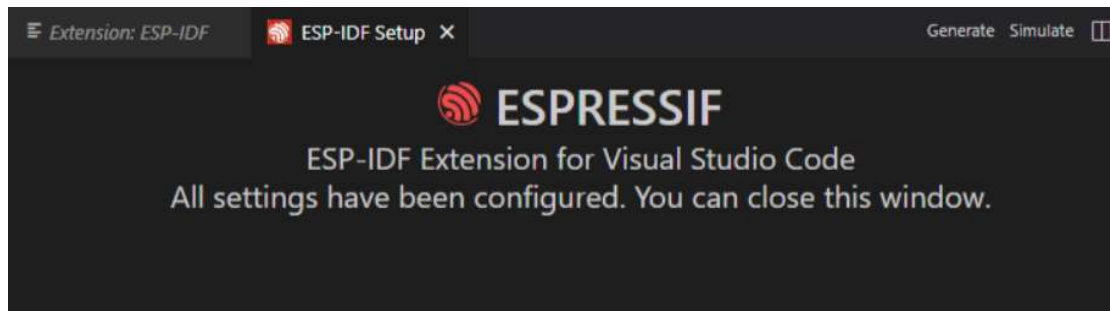 Extension: ESP-IDF
ESP-IDF Setup
Generate Simulate
ESPRESSIF
ESP-IDF Extension for Visual Studio Code
All settings have been configured. You can close this window.